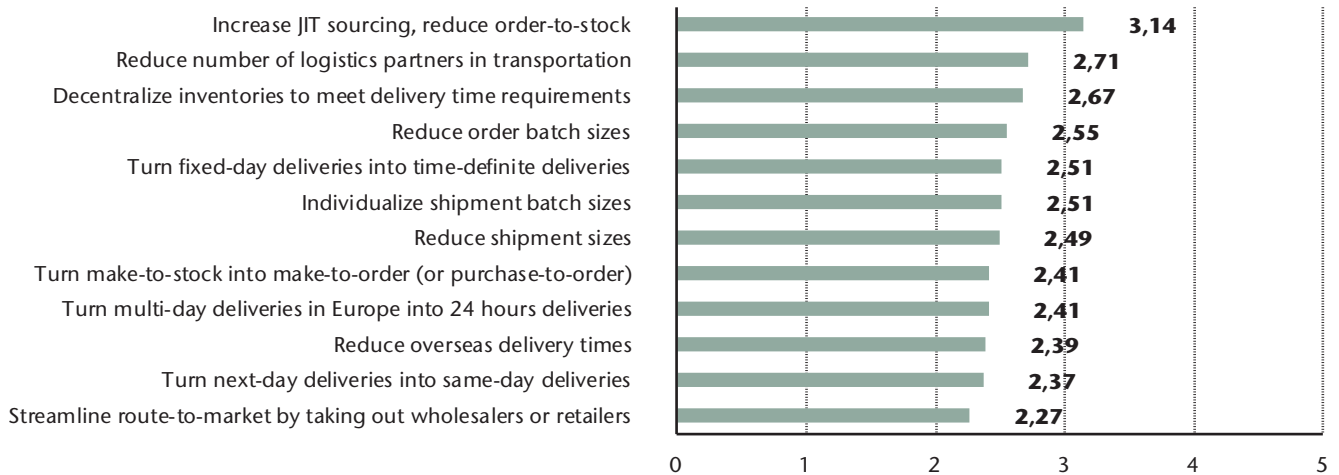 Increase JIT sourcing, reduce order-to-stock 3,14
Reduce number of logistics partners in transportation 2,71
Decentralize inventories to meet delivery time requirements 2,67
Reduce order batch sizes 2,55
Turn fixed-day deliveries into time-definite deliveries 2,51
Individualize shipment batch sizes 2,51
Reduce shipment sizes 2,49
Turn make-to-stock into make-to-order (or purchase-to-order) 2,41
Turn multi-day deliveries in Europe into 24 hours deliveries 2,41
Reduce overseas delivery times 2,39
Turn next-day deliveries into same-day deliveries 2,37
Streamline route-to-market by taking out wholesalers or retailers 2,27
0 1 2 3 4 5